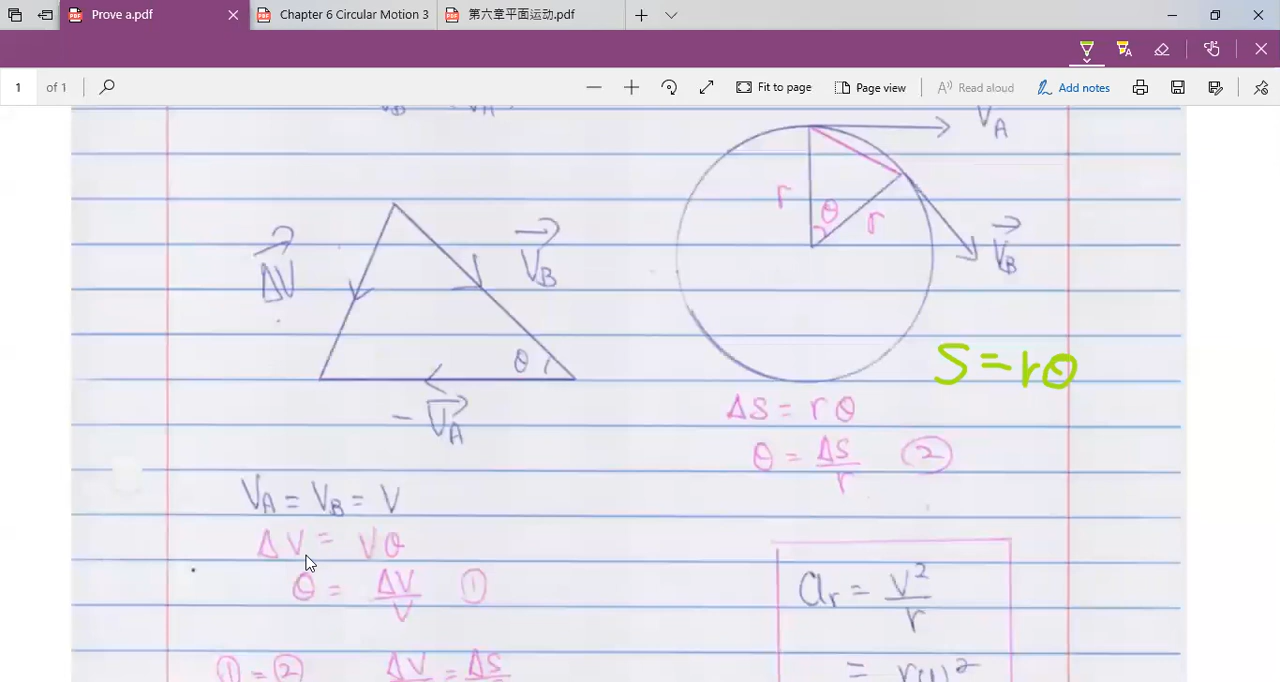 Prove a.pdf
Chapter 6 Circular Motion 3
第六章平面运动.pdf
1 of 1
Fit to page
Page view
Read aloud
Add notes
V_A
r
θ
r
V_B
ΔV
V_B
θ
- V_A
S = rθ
Δs = rθ
θ = Δs/r ②
V_A = V_B = V
ΔV = Vθ
θ = ΔV/V ①
a_r = V²/r
① = ②
ΔV = Δs